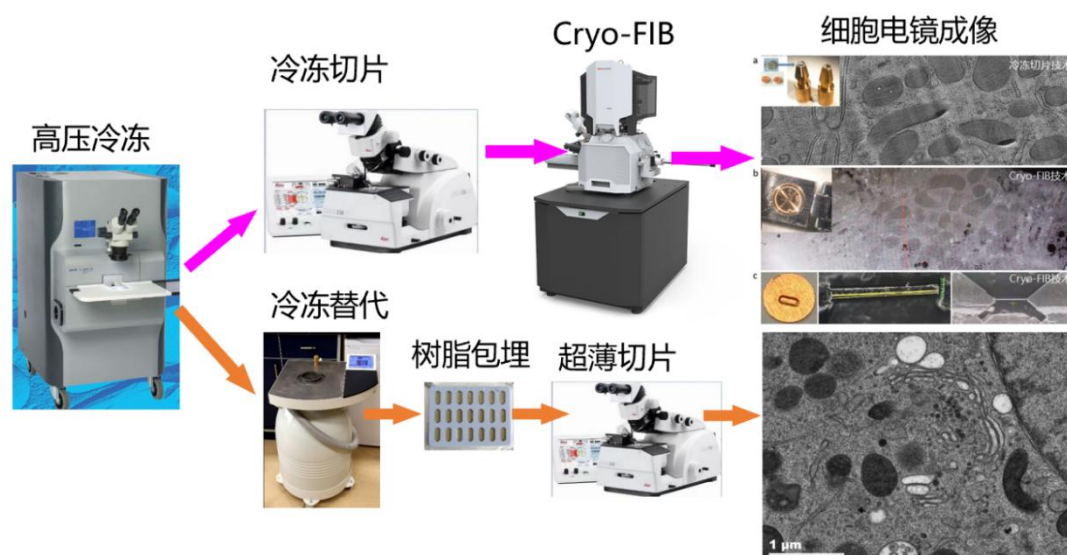 细胞电镜成像
Cryo-FIB
冷冻切片
高压冷冻
a
冷冻切片技术
b
Cryo-FIB技术
c
Cryo-FIB技术
冷冻替代
树脂包埋
超薄切片
1 μm